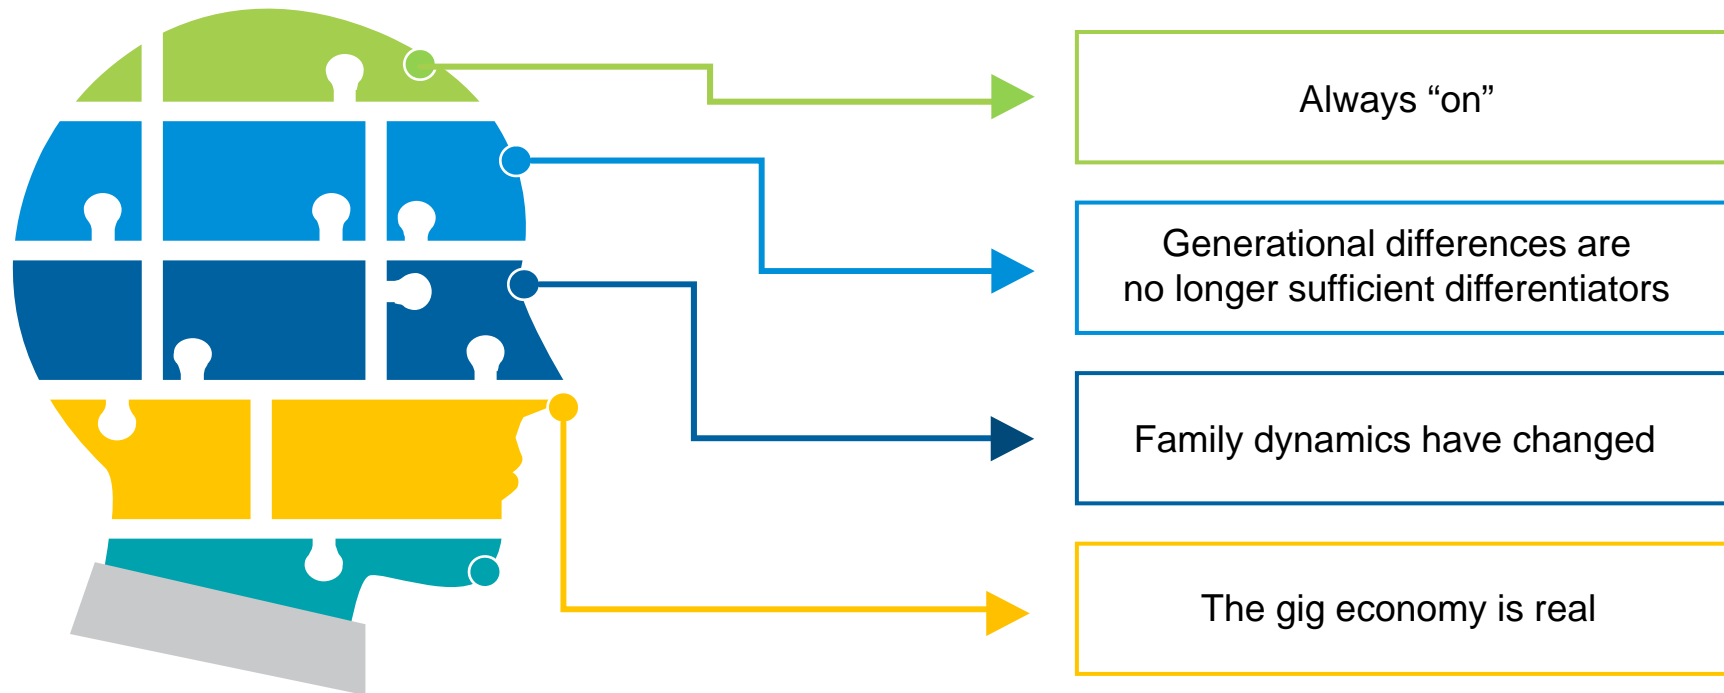 Always “on”
Generational differences are
no longer sufficient differentiators
Family dynamics have changed
The gig economy is real